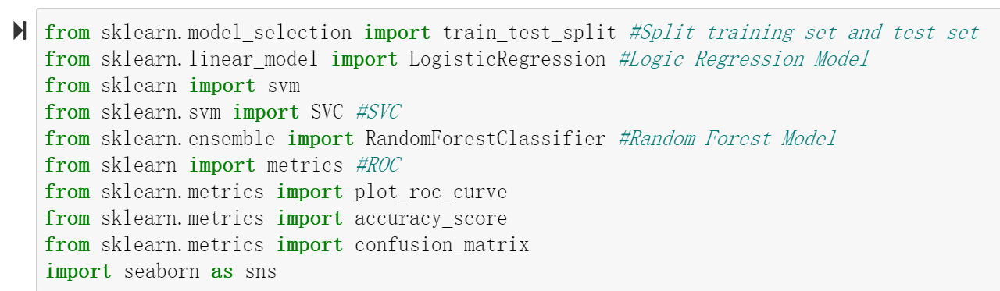 from sklearn.model_selection import train_test_split #Split training set and test set
from sklearn.linear_model import LogisticRegression #Logic Regression Model
from sklearn import svm
from sklearn.svm import SVC #SVC
from sklearn.ensemble import RandomForestClassifier #Random Forest Model
from sklearn import metrics #ROC
from sklearn.metrics import plot_roc_curve
from sklearn.metrics import accuracy_score
from sklearn.metrics import confusion_matrix
import seaborn as sns